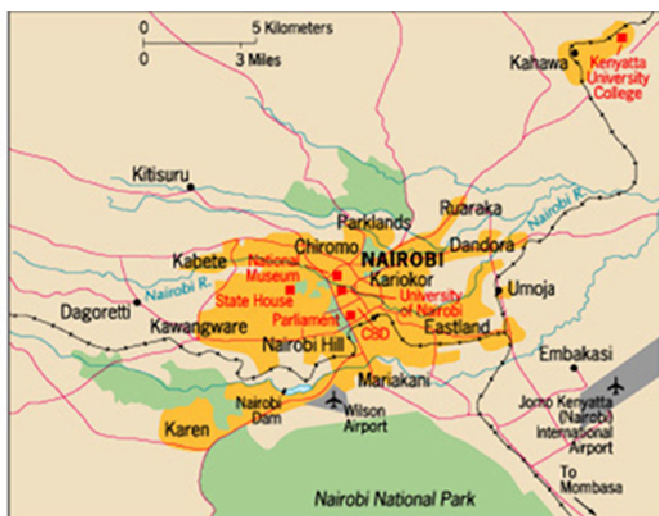 0 5 Kilometers
0 3 Miles
Kahawa
Kenyatta
University
College
Kitisuru
Ruaraka
Parklands
Nairobi R.
Chiromo
Dandora
NAIROBI
Kabete
National
Museum
Kariokor
Nairobi R.
State House
University
of Nairobi
Umoja
Dagoretti
Kawangware
Parliament
CBD
Eastland
Nairobi Hill
Embakasi
Mariakani
Nairobi
Dam
Wilson
Airport
Jomo Kenyatta
(Nairobi)
International
Airport
Karen
To
Mombasa
Nairobi National Park